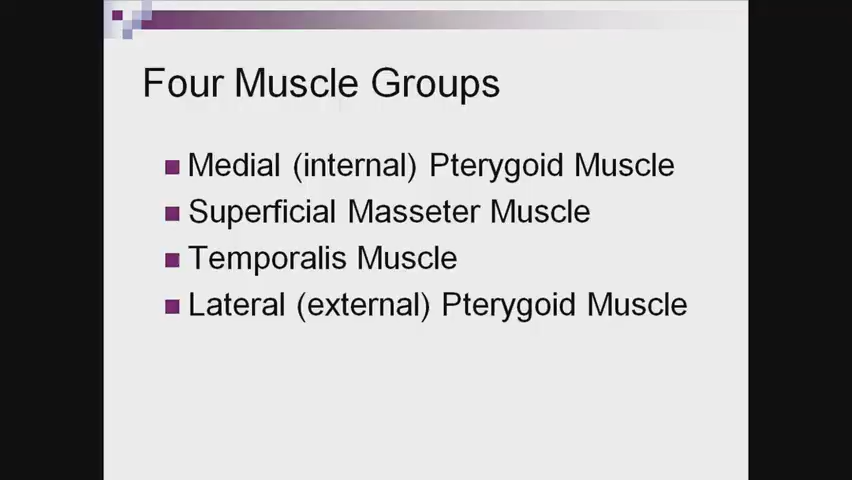 Four Muscle Groups
Medial (internal) Pterygoid Muscle
Superficial Masseter Muscle
Temporalis Muscle
Lateral (external) Pterygoid Muscle